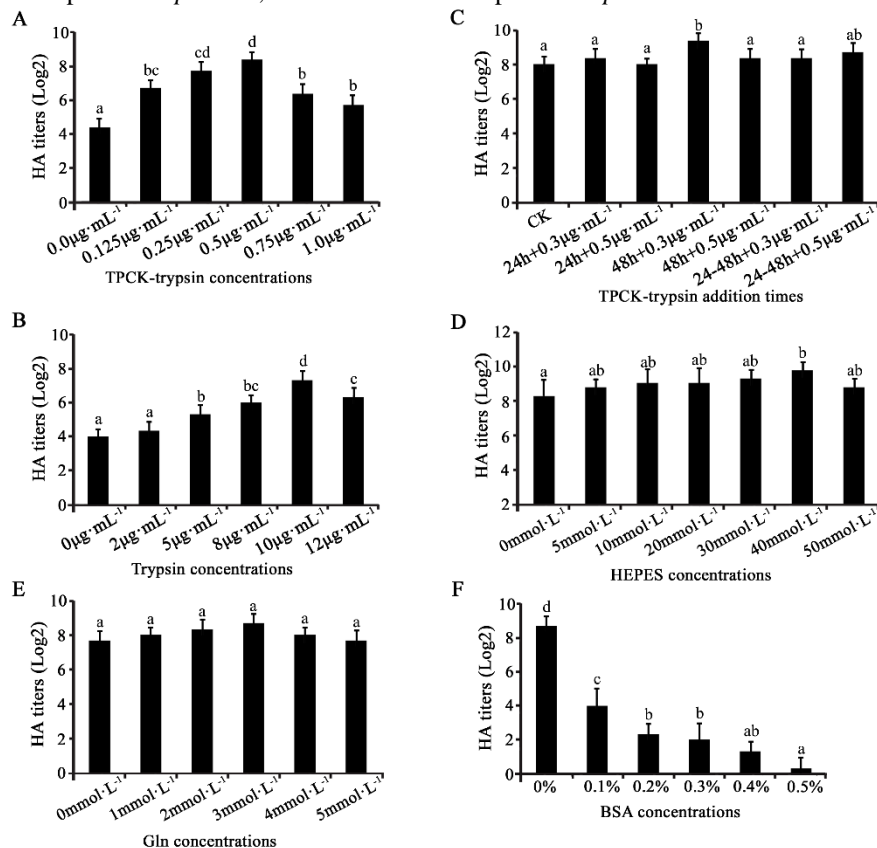 A
HA titers (Log2)
10
8
6
4
2
0
a
bc
cd
d
b
b
0.0μg·mL⁻¹
0.125μg·mL⁻¹
0.25μg·mL⁻¹
0.5μg·mL⁻¹
0.75μg·mL⁻¹
1.0μg·mL⁻¹
TPCK-trypsin concentrations
C
HA titers (Log2)
10
8
6
4
2
0
a
a
a
b
a
a
ab
CK
24h+0.3μg·mL⁻¹
24h+0.5μg·mL⁻¹
48h+0.3μg·mL⁻¹
48h+0.5μg·mL⁻¹
24-48h+0.3μg·mL⁻¹
24-48h+0.5μg·mL⁻¹
TPCK-trypsin addition times
B
HA titers (Log2)
10
8
6
4
2
0
a
a
b
bc
d
c
0μg·mL⁻¹
2μg·mL⁻¹
5μg·mL⁻¹
8μg·mL⁻¹
10μg·mL⁻¹
12μg·mL⁻¹
Trypsin concentrations
D
HA titers (Log2)
12
10
8
6
4
2
a
ab
ab
ab
ab
b
ab
0mmol·L⁻¹
5mmol·L⁻¹
10mmol·L⁻¹
20mmol·L⁻¹
30mmol·L⁻¹
40mmol·L⁻¹
50mmol·L⁻¹
HEPES concentrations
E
HA titers (Log2)
10
8
6
4
2
0
a
a
a
a
a
a
0mmol·L⁻¹
1mmol·L⁻¹
2mmol·L⁻¹
3mmol·L⁻¹
4mmol·L⁻¹
5mmol·L⁻¹
Gln concentrations
F
HA titers (Log2)
10
8
6
4
2
0
d
c
b
b
ab
a
0%
0.1%
0.2%
0.3%
0.4%
0.5%
BSA concentrations